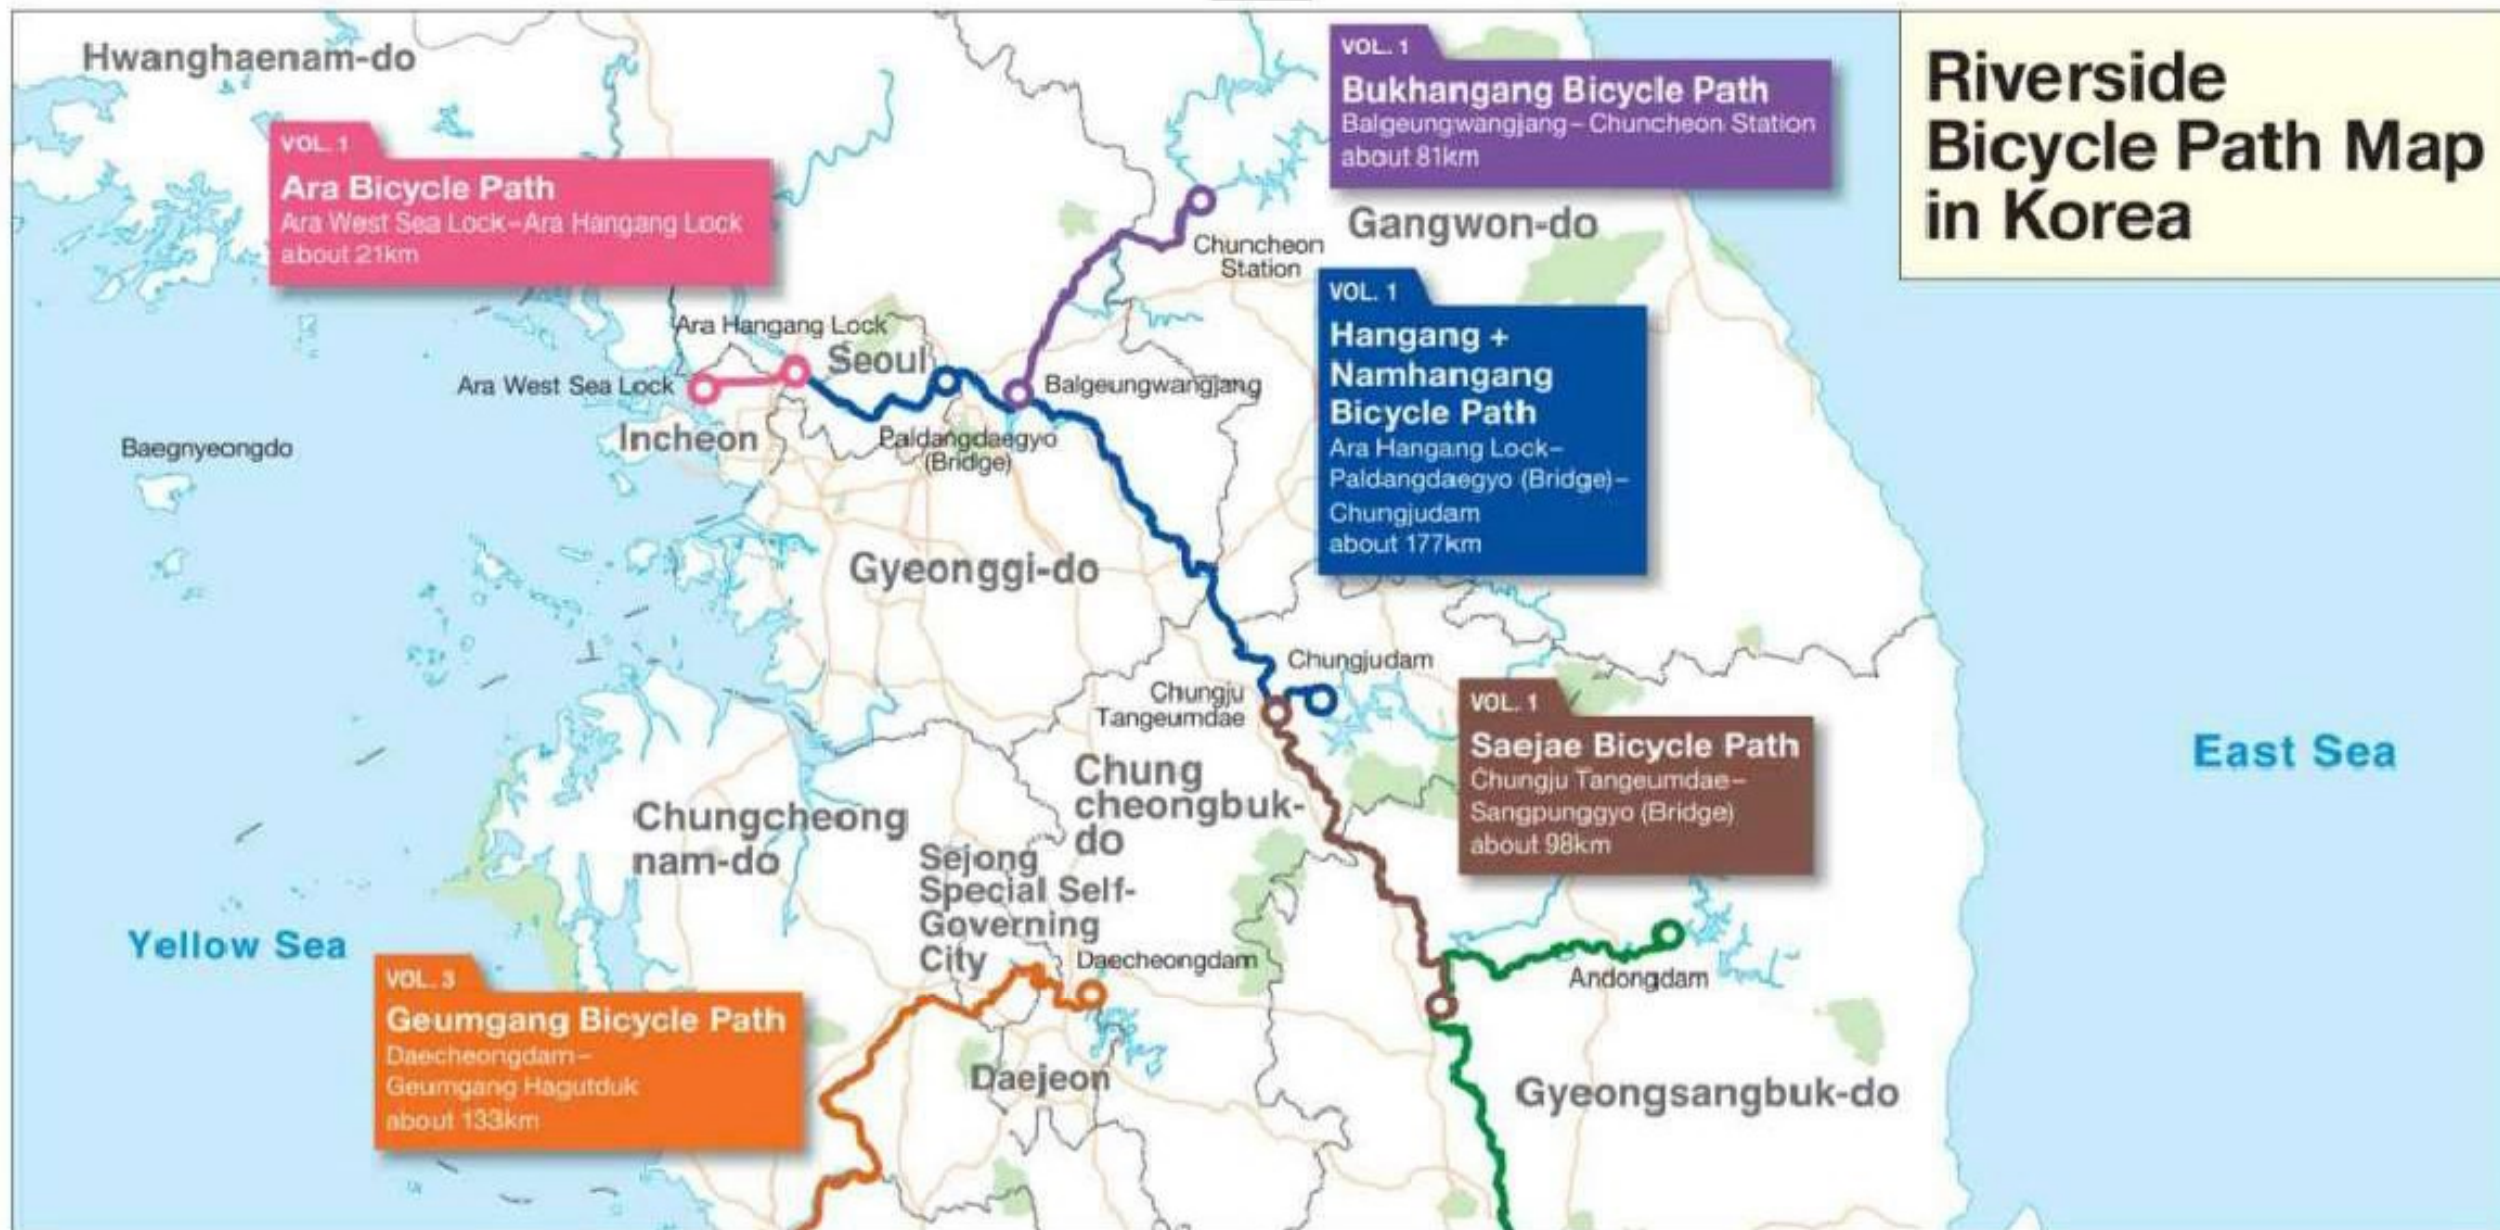 Riverside
Bicycle Path Map
in Korea
Hwanghaenam-do
VOL. 1
Bukhangang Bicycle Path
Balgeungwangjang– Chuncheon Station
about 81km
VOL. 1
Ara Bicycle Path
Ara West Sea Lock–Ara Hangang Lock
about 21km
Gangwon-do
Chuncheon
Station
VOL. 1
Hangang +
Namhangang
Bicycle Path
Ara Hangang Lock–
Paldangdaegyo (Bridge)–
Chungjudam
about 177km
Ara Hangang Lock
Seoul
Ara West Sea Lock
Balgeungwangjang
Incheon
Paldangdaegyo
(Bridge)
Baegnyeongdo
Gyeonggi-do
Chungjudam
Chungju
Tangeumdae
VOL. 1
Saejae Bicycle Path
Chungju Tangeumdae–
Sangpunggyo (Bridge)
about 98km
East Sea
Chung
cheongbuk-
do
Chungcheong
nam-do
Sejong
Special Self-
Governing
City
Yellow Sea
Daecheongdam
Andongdam
VOL. 3
Geumgang Bicycle Path
Daecheongdam–
Geumgang Hagutduk
about 133km
Daejeon
Gyeongsangbuk-do